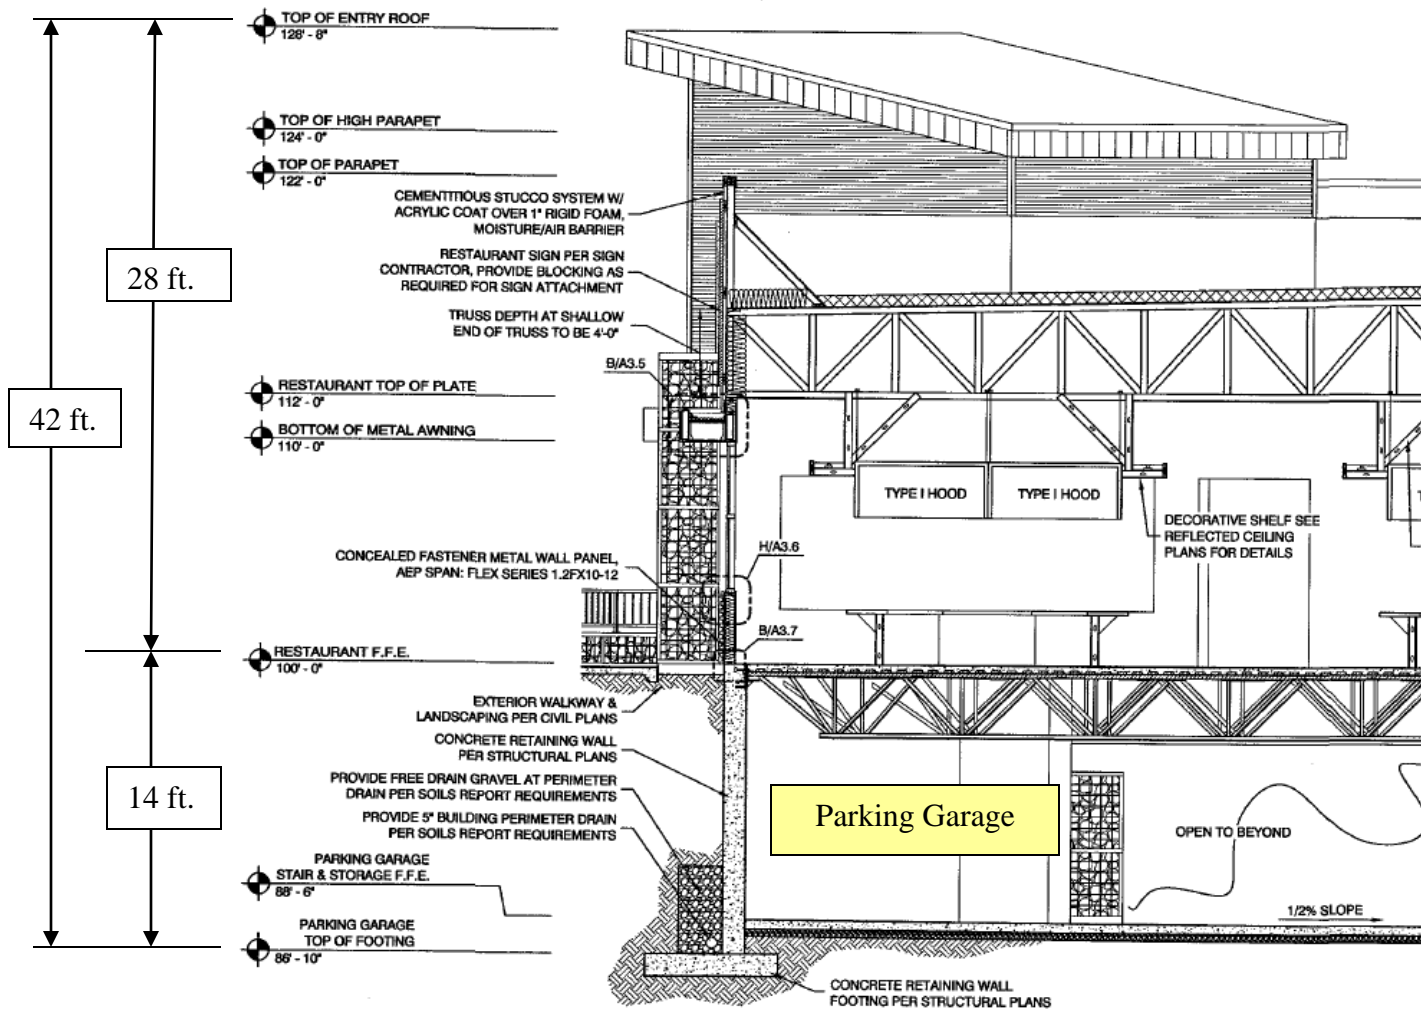 TOP OF ENTRY ROOF
128' - 8"
TOP OF HIGH PARAPET
124' - 0"
TOP OF PARAPET
122' - 0"
CEMENTITIOUS STUCCO SYSTEM W/
ACRYLIC COAT OVER 1" RIGID FOAM,
MOISTURE/AIR BARRIER
28 ft.
RESTAURANT SIGN PER SIGN
CONTRACTOR, PROVIDE BLOCKING AS
REQUIRED FOR SIGN ATTACHMENT
TRUSS DEPTH AT SHALLOW
END OF TRUSS TO BE 4'-0"
B/A3.5
RESTAURANT TOP OF PLATE
112' - 0"
42 ft.
BOTTOM OF METAL AWNING
110' - 0"
TYPE I HOOD
TYPE I HOOD
DECORATIVE SHELF SEE
REFLECTED CEILING
PLANS FOR DETAILS
H/A3.6
CONCEALED FASTENER METAL WALL PANEL,
AEP SPAN: FLEX SERIES 1.2FX10-12
B/A3.7
RESTAURANT F.F.E.
100' - 0"
EXTERIOR WALKWAY &
LANDSCAPING PER CIVIL PLANS
CONCRETE RETAINING WALL
PER STRUCTURAL PLANS
14 ft.
PROVIDE FREE DRAIN GRAVEL AT PERIMETER
DRAIN PER SOILS REPORT REQUIREMENTS
PROVIDE 5" BUILDING PERIMETER DRAIN
PER SOILS REPORT REQUIREMENTS
Parking Garage
OPEN TO BEYOND
PARKING GARAGE
STAIR & STORAGE F.F.E.
88' - 6"
1/2% SLOPE
PARKING GARAGE
TOP OF FOOTING
86' - 10"
CONCRETE RETAINING WALL
FOOTING PER STRUCTURAL PLANS